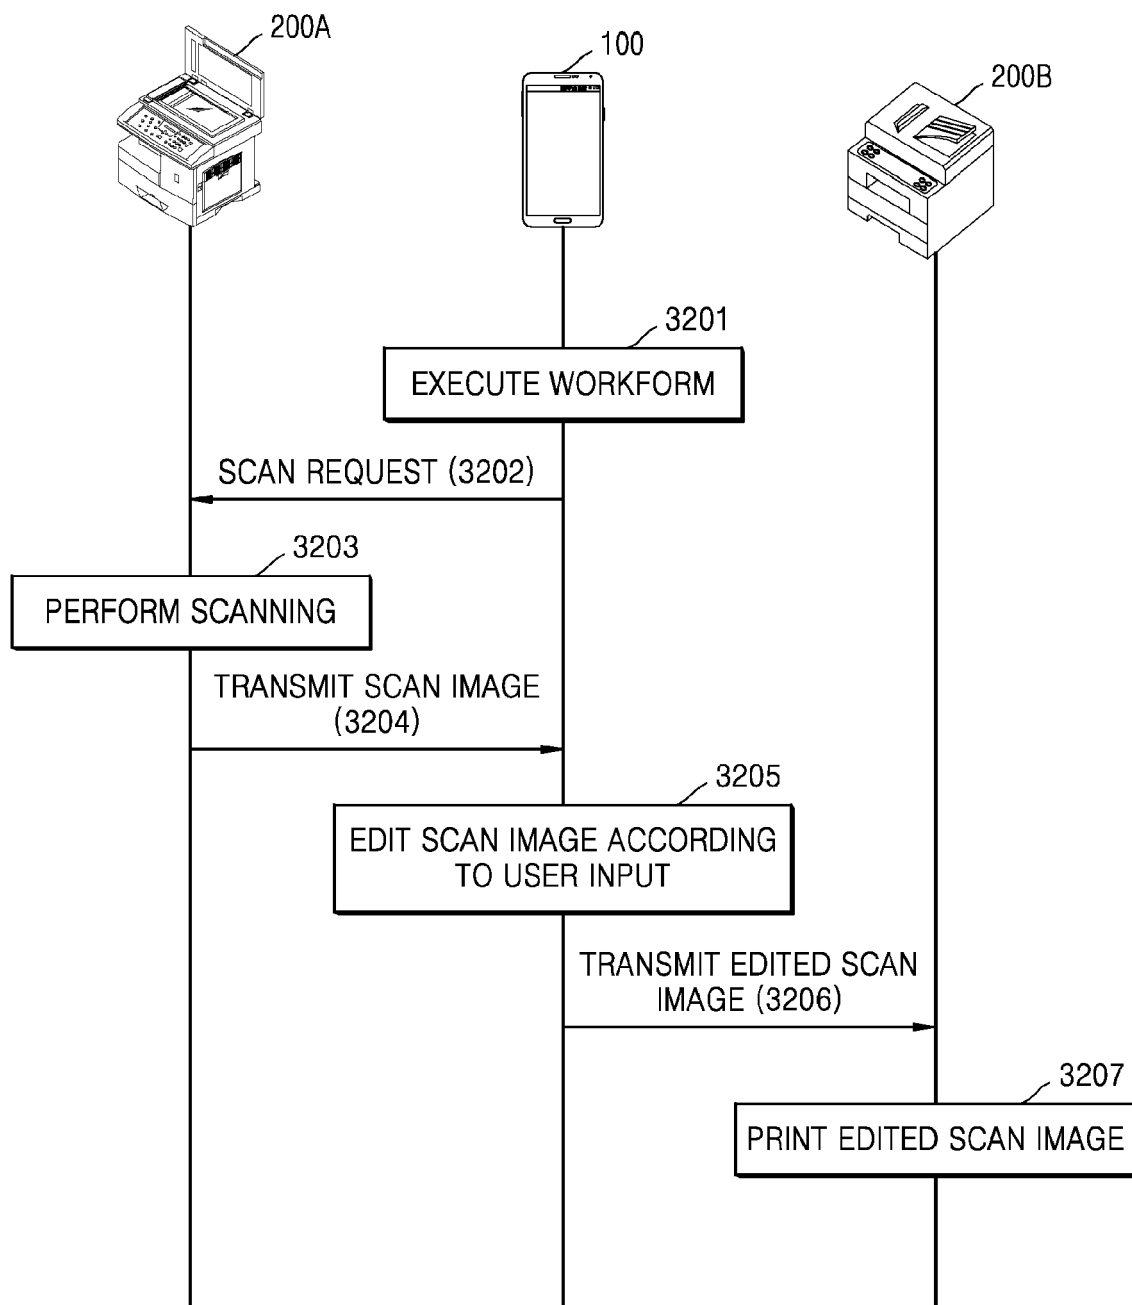 200A
100
200B
3201
EXECUTE WORKFORM
SCAN REQUEST (3202)
3203
PERFORM SCANNING
TRANSMIT SCAN IMAGE
(3204)
3205
EDIT SCAN IMAGE ACCORDING
TO USER INPUT
TRANSMIT EDITED SCAN
IMAGE (3206)
3207
PRINT EDITED SCAN IMAGE